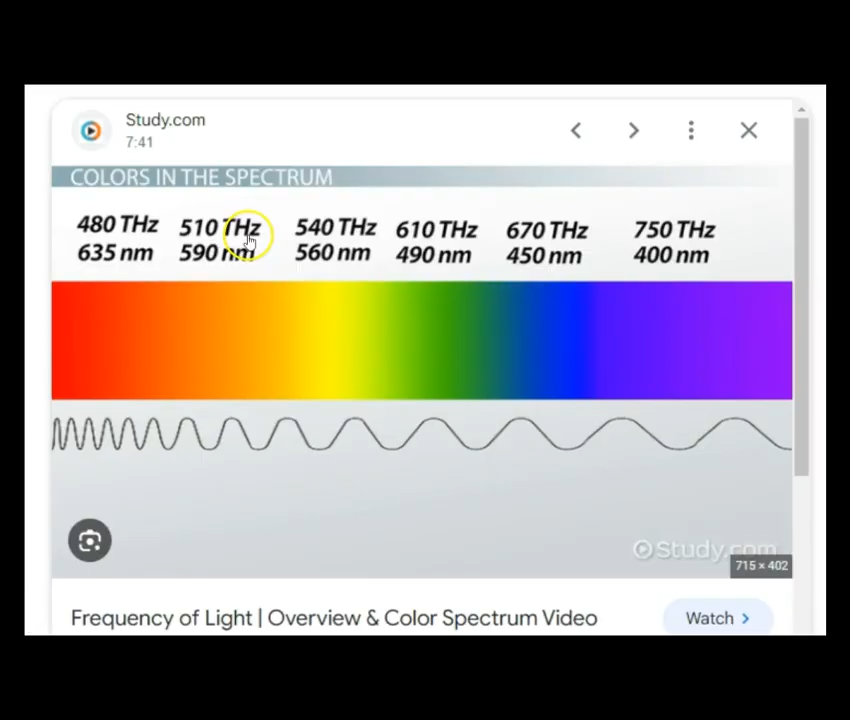 Study.com
7:41
COLORS IN THE SPECTRUM
480 THz 510 THz 540 THz 610 THz 670 THz 750 THz
635 nm 590 nm 560 nm 490 nm 450 nm 400 nm
Study.com
715 × 402
Frequency of Light | Overview & Color Spectrum Video
Watch